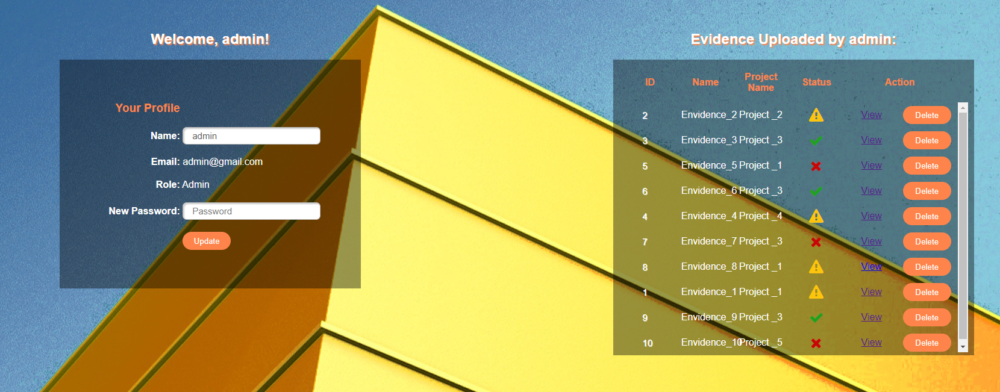 Welcome, admin!
Your Profile
Name: admin
Email: admin@gmail.com
Role: Admin
New Password: Password
Update
Evidence Uploaded by admin:
ID Name Project Name Status Action
2 Envidence_2 Project _2 View Delete
3 Envidence_3 Project _3 View Delete
5 Envidence_5 Project _1 View Delete
6 Envidence_6 Project _3 View Delete
4 Envidence_4 Project _4 View Delete
7 Envidence_7 Project _3 View Delete
8 Envidence_8 Project _1 View Delete
1 Envidence_1 Project _1 View Delete
9 Envidence_9 Project _3 View Delete
10 Envidence_10 Project _5 View Delete